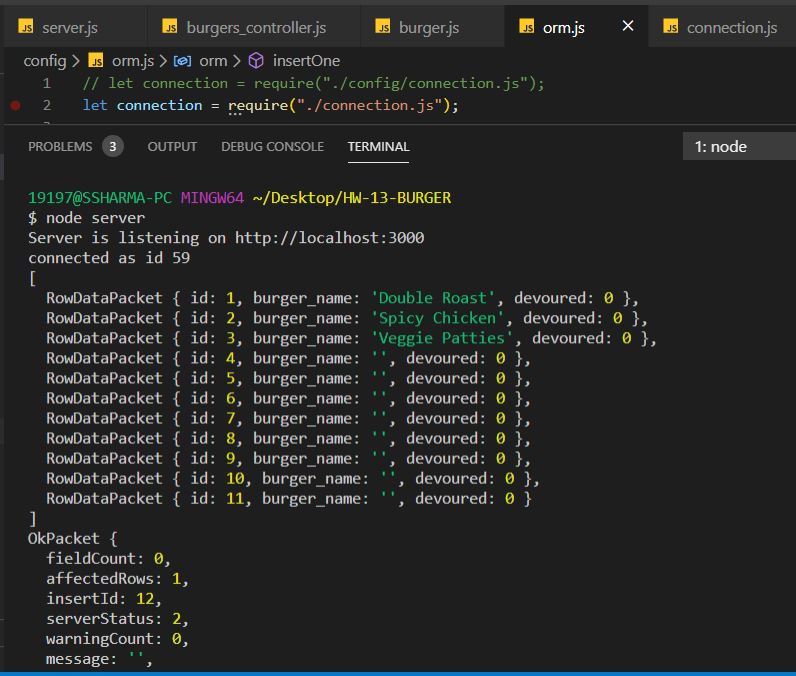 JS server.js JS burgers_controller.js JS burger.js JS orm.js × JS connection.js
config > JS orm.js > orm > insertOne
1 // let connection = require("./config/connection.js");
2 let connection = require("./connection.js");
PROBLEMS 3 OUTPUT DEBUG CONSOLE TERMINAL 1: node
19197@SSHARMA-PC MINGW64 ~/Desktop/HW-13-BURGER
$ node server
Server is listening on http://localhost:3000
connected as id 59
[
RowDataPacket { id: 1, burger_name: 'Double Roast', devoured: 0 },
RowDataPacket { id: 2, burger_name: 'Spicy Chicken', devoured: 0 },
RowDataPacket { id: 3, burger_name: 'Veggie Patties', devoured: 0 },
RowDataPacket { id: 4, burger_name: '', devoured: 0 },
RowDataPacket { id: 5, burger_name: '', devoured: 0 },
RowDataPacket { id: 6, burger_name: '', devoured: 0 },
RowDataPacket { id: 7, burger_name: '', devoured: 0 },
RowDataPacket { id: 8, burger_name: '', devoured: 0 },
RowDataPacket { id: 9, burger_name: '', devoured: 0 },
RowDataPacket { id: 10, burger_name: '', devoured: 0 },
RowDataPacket { id: 11, burger_name: '', devoured: 0 }
]
OkPacket {
fieldCount: 0,
affectedRows: 1,
insertId: 12,
serverStatus: 2,
warningCount: 0,
message: '',